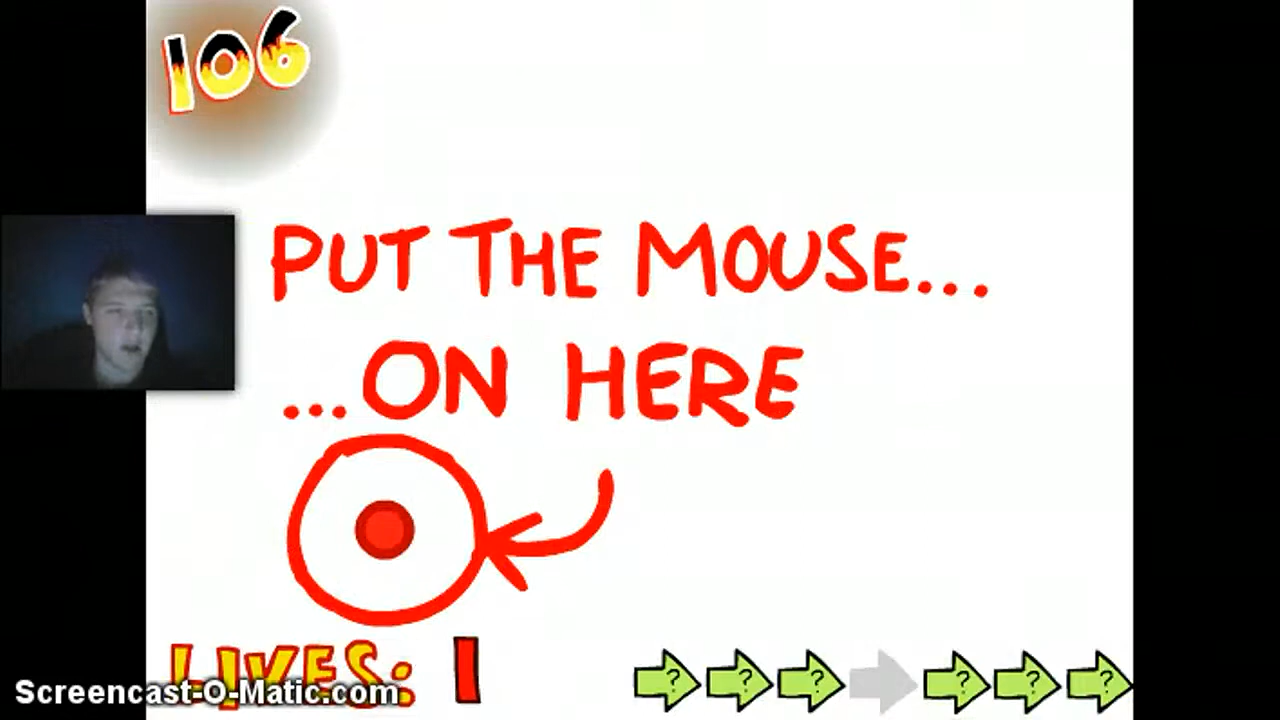 106
PUT THE MOUSE...
...ON HERE
LIVES: 1
? ? ? ? ? ?
Screencast-O-Matic.com